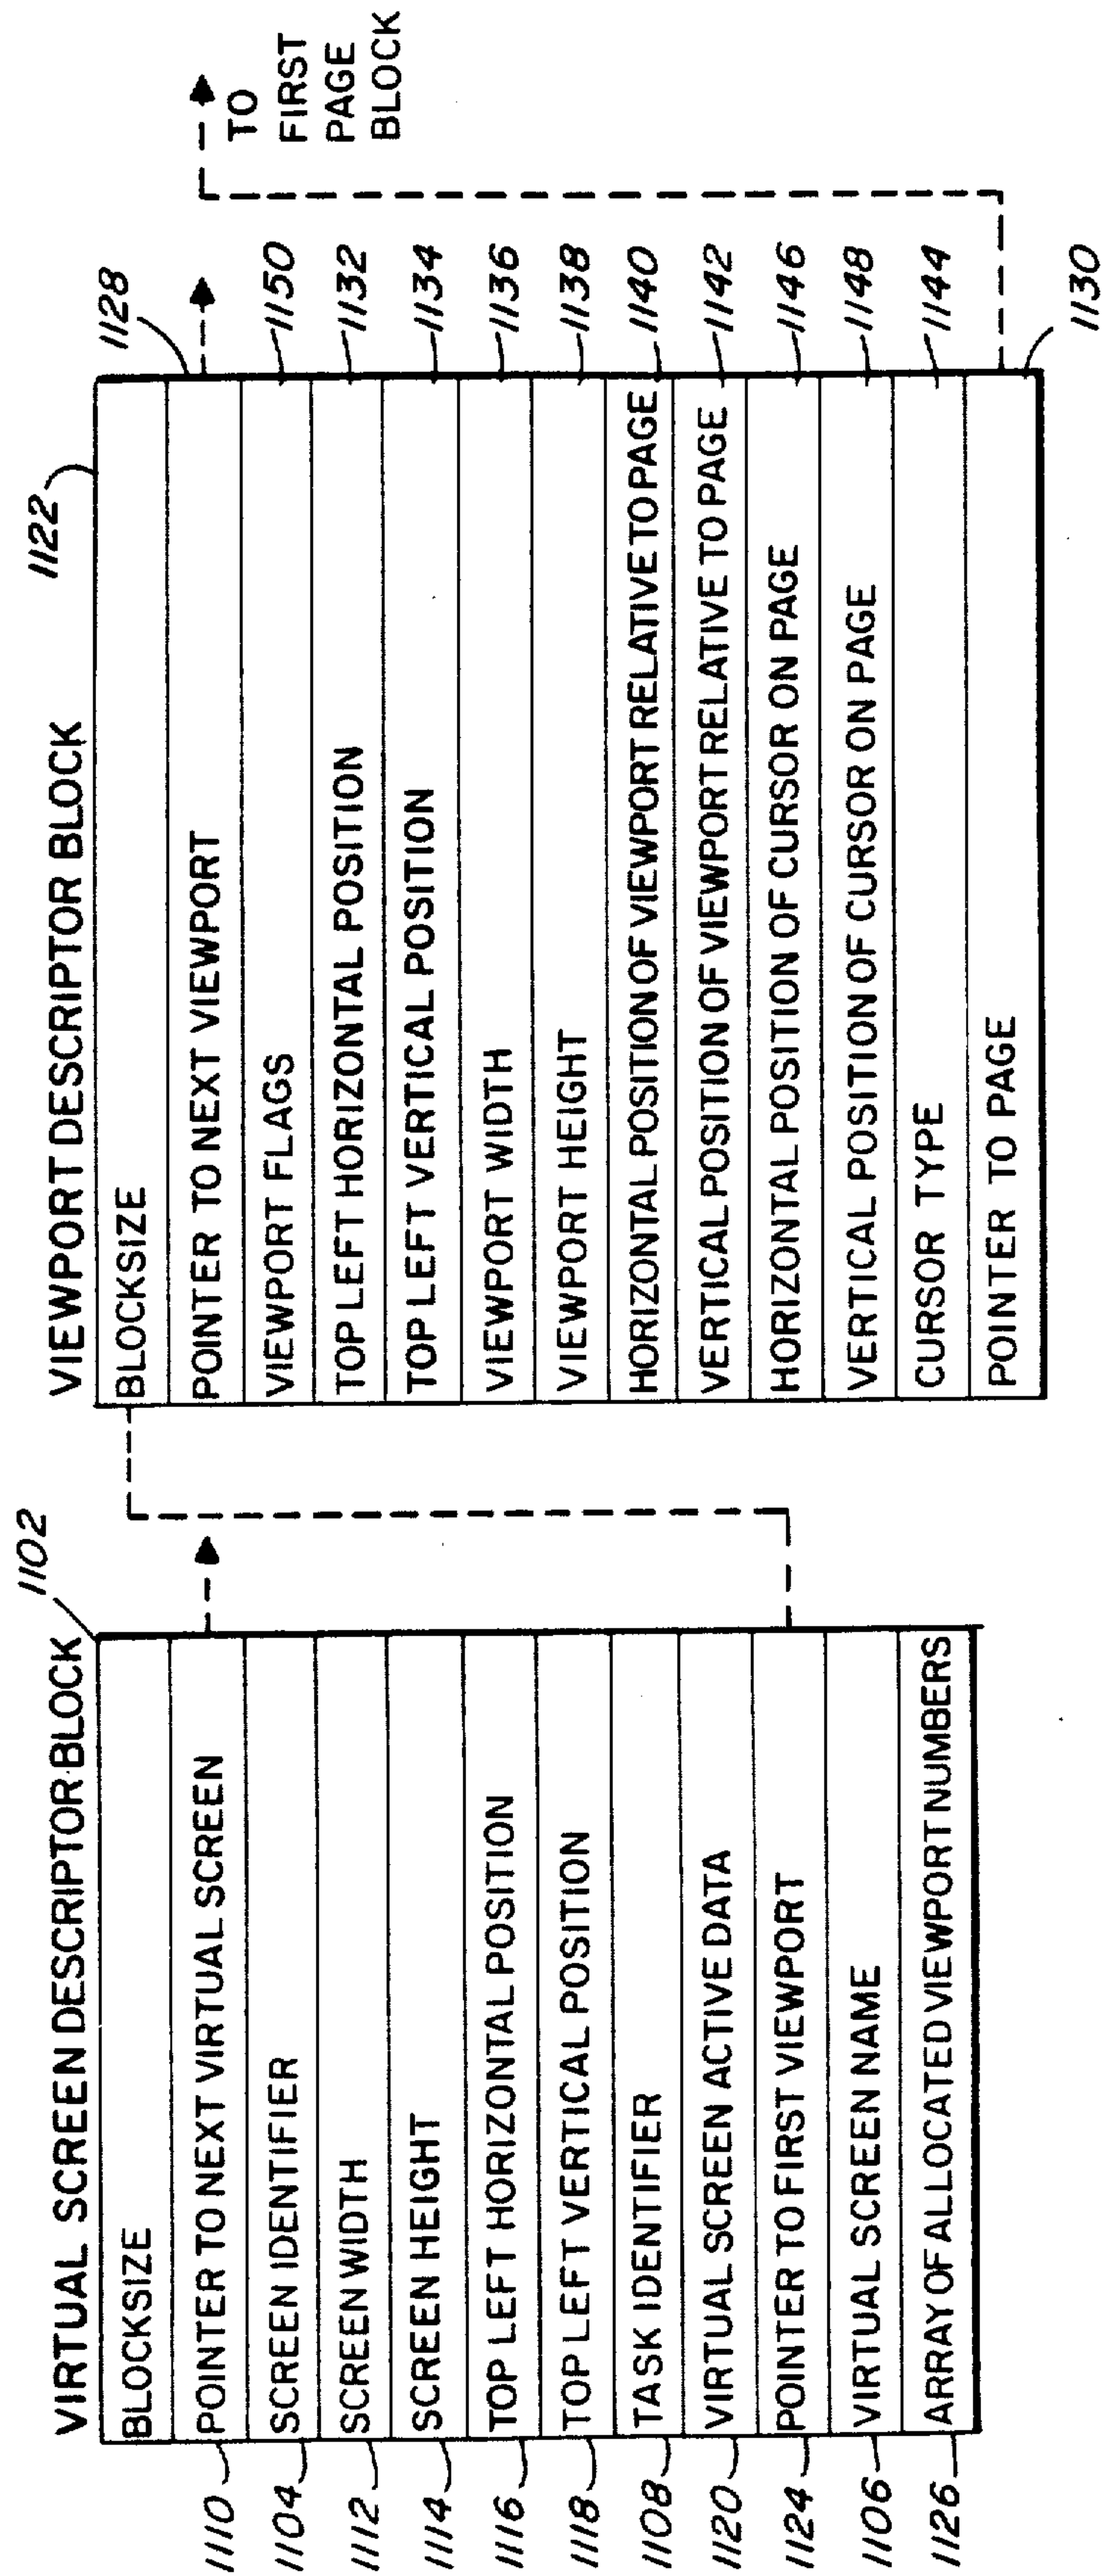 VIRTUAL SCREEN DESCRIPTOR BLOCK
1102
BLOCKSIZE
1110 POINTER TO NEXT VIRTUAL SCREEN
1104 SCREEN IDENTIFIER
1112 SCREEN WIDTH
1114 SCREEN HEIGHT
1116 TOP LEFT HORIZONTAL POSITION
1118 TOP LEFT VERTICAL POSITION
1108 TASK IDENTIFIER
1120 VIRTUAL SCREEN ACTIVE DATA
1124 POINTER TO FIRST VIEWPORT
1106 VIRTUAL SCREEN NAME
1126 ARRAY OF ALLOCATED VIEWPORT NUMBERS
VIEWPORT DESCRIPTOR BLOCK
1122
BLOCKSIZE
POINTER TO NEXT VIEWPORT 1128
VIEWPORT FLAGS 1150
TOP LEFT HORIZONTAL POSITION 1132
TOP LEFT VERTICAL POSITION 1134
VIEWPORT WIDTH 1136
VIEWPORT HEIGHT 1138
HORIZONTAL POSITION OF VIEWPORT RELATIVE TO PAGE 1140
VERTICAL POSITION OF VIEWPORT RELATIVE TO PAGE 1142
HORIZONTAL POSITION OF CURSOR ON PAGE 1146
VERTICAL POSITION OF CURSOR ON PAGE 1148
CURSOR TYPE 1144
POINTER TO PAGE 1130
TO
FIRST
PAGE
BLOCK